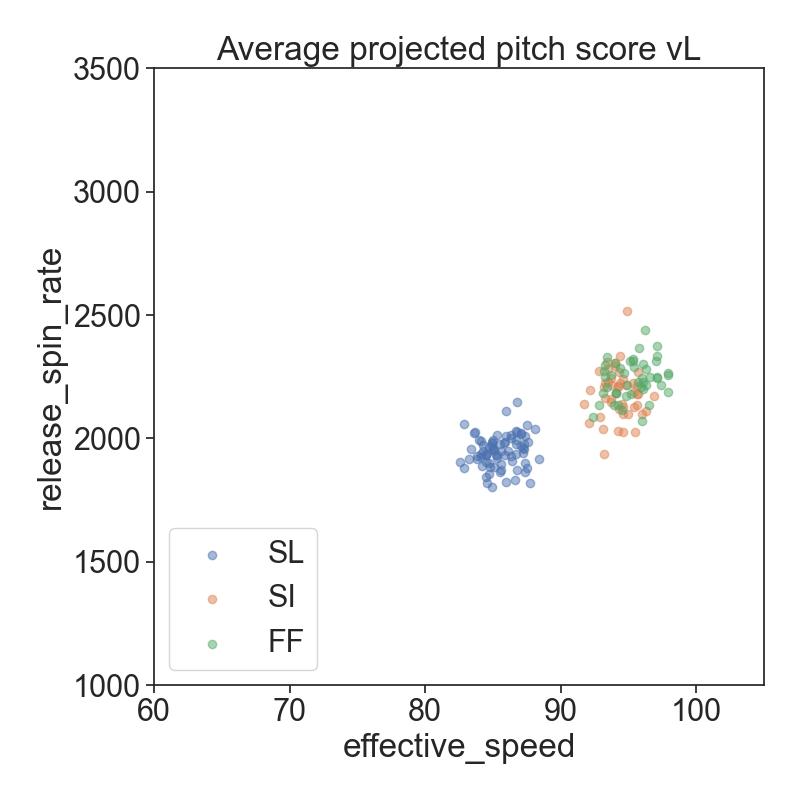 Average projected pitch score vL
3500
3000
2500
2000
1500
1000
release_spin_rate
SL
SI
FF
60
70
80
90
100
effective_speed